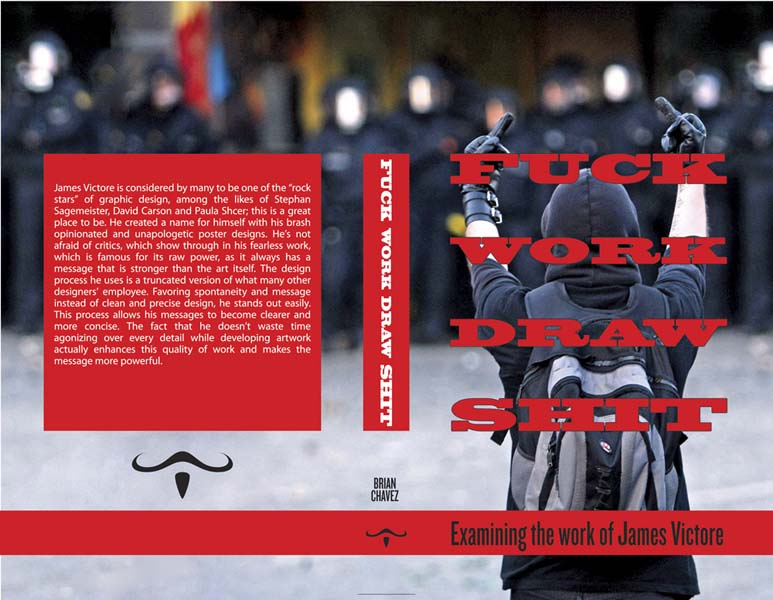 James Victore is considered by many to be one of the “rock
stars” of graphic design, among the likes of Stephan
Sagemeister, David Carson and Paula Shcer; this is a great
place to be. He created a name for himself with his brash
opinionated and unapologetic poster designs. He’s not
afraid of critics, which show through in his fearless work,
which is famous for its raw power, as it always has a
message that is stronger than the art itself. The design
process he uses is a truncated version of what many other
designers’ employee. Favoring spontaneity and message
instead of clean and precise design, he stands out easily.
This process allows his messages to become clearer and
more concise. The fact that he doesn’t waste time
agonizing over every detail while developing artwork
actually enhances this quality of work and makes the
message more powerful.
FUCK WORK DRAW SHIT
BRIAN
CHAVEZ
FUCK
WORK
DRAW
SHIT
Examining the work of James Victore